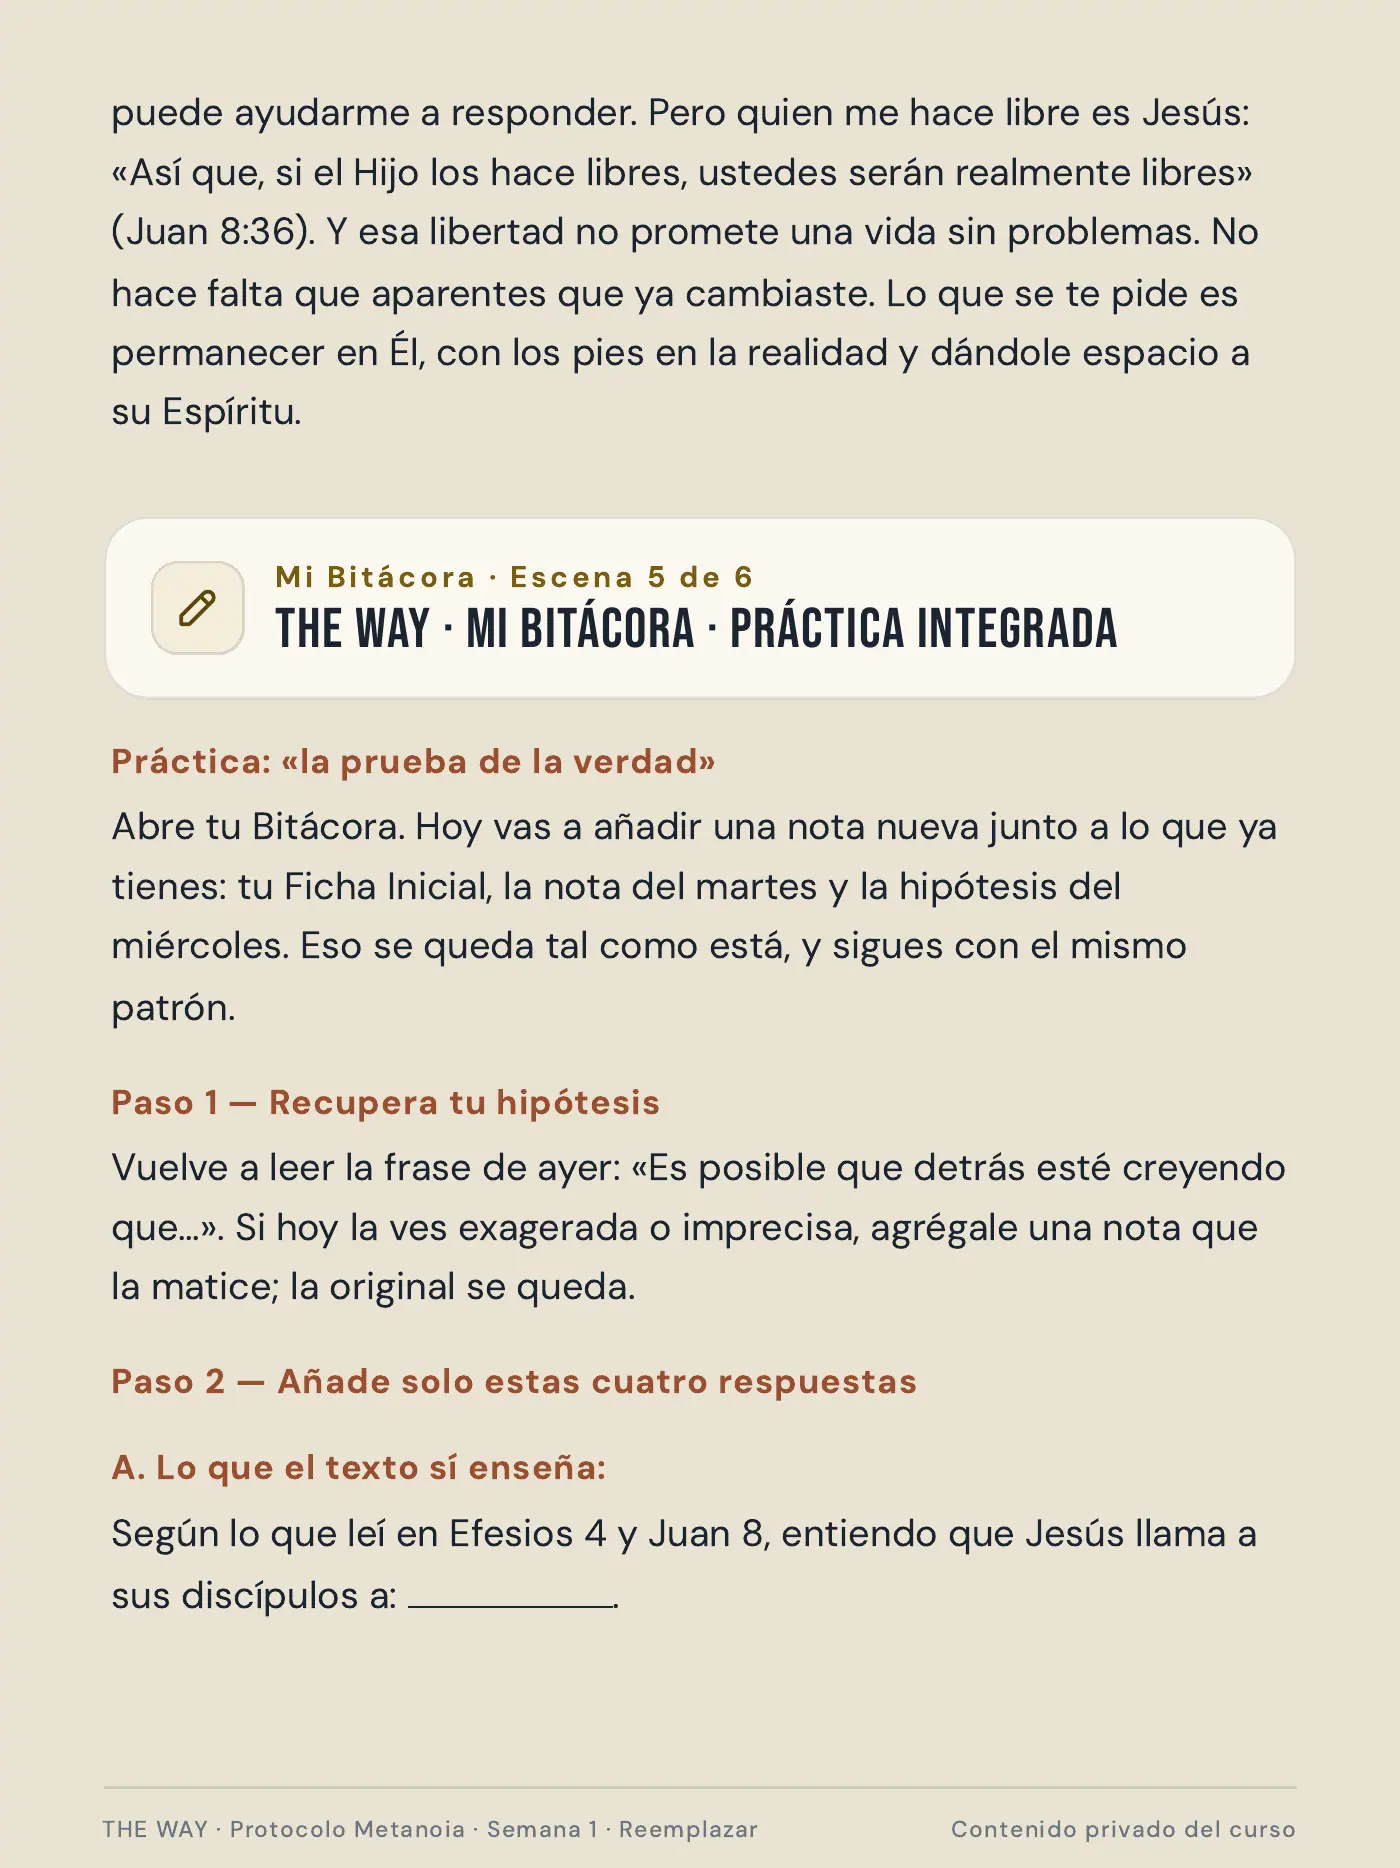 puede ayudarme a responder. Pero quien me hace libre es Jesús:
«Así que, si el Hijo los hace libres, ustedes serán realmente libres»
(Juan 8:36). Y esa libertad no promete una vida sin problemas. No
hace falta que aparentes que ya cambiaste. Lo que se te pide es
permanecer en Él, con los pies en la realidad y dándole espacio a
su Espíritu.
Mi Bitácora · Escena 5 de 6
THE WAY · MI BITÁCORA · PRÁCTICA INTEGRADA
Práctica: «la prueba de la verdad»
Abre tu Bitácora. Hoy vas a añadir una nota nueva junto a lo que ya
tienes: tu Ficha Inicial, la nota del martes y la hipótesis del
miércoles. Eso se queda tal como está, y sigues con el mismo
patrón.
Paso 1 — Recupera tu hipótesis
Vuelve a leer la frase de ayer: «Es posible que detrás esté creyendo
que...». Si hoy la ves exagerada o imprecisa, agrégale una nota que
la matice; la original se queda.
Paso 2 — Añade solo estas cuatro respuestas
A. Lo que el texto sí enseña:
Según lo que leí en Efesios 4 y Juan 8, entiendo que Jesús llama a
sus discípulos a: __________.
THE WAY · Protocolo Metanoia · Semana 1 · Reemplazar
Contenido privado del curso